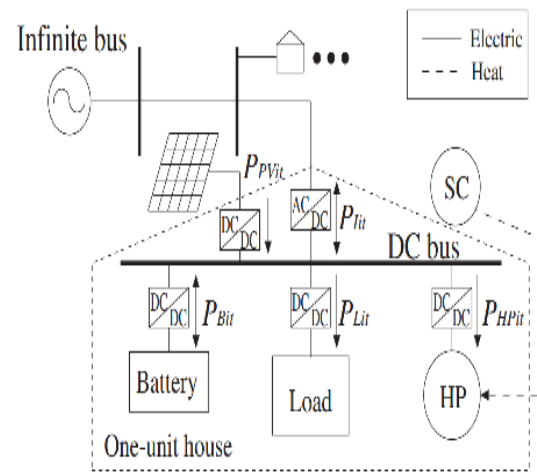 Infinite bus
Electric
Heat
P_PVit
AC
DC
P_Iit
SC
DC
DC
DC bus
DC
DC
P_Bit
DC
DC
P_Lit
DC
DC
P_HPit
Battery
Load
HP
One-unit house